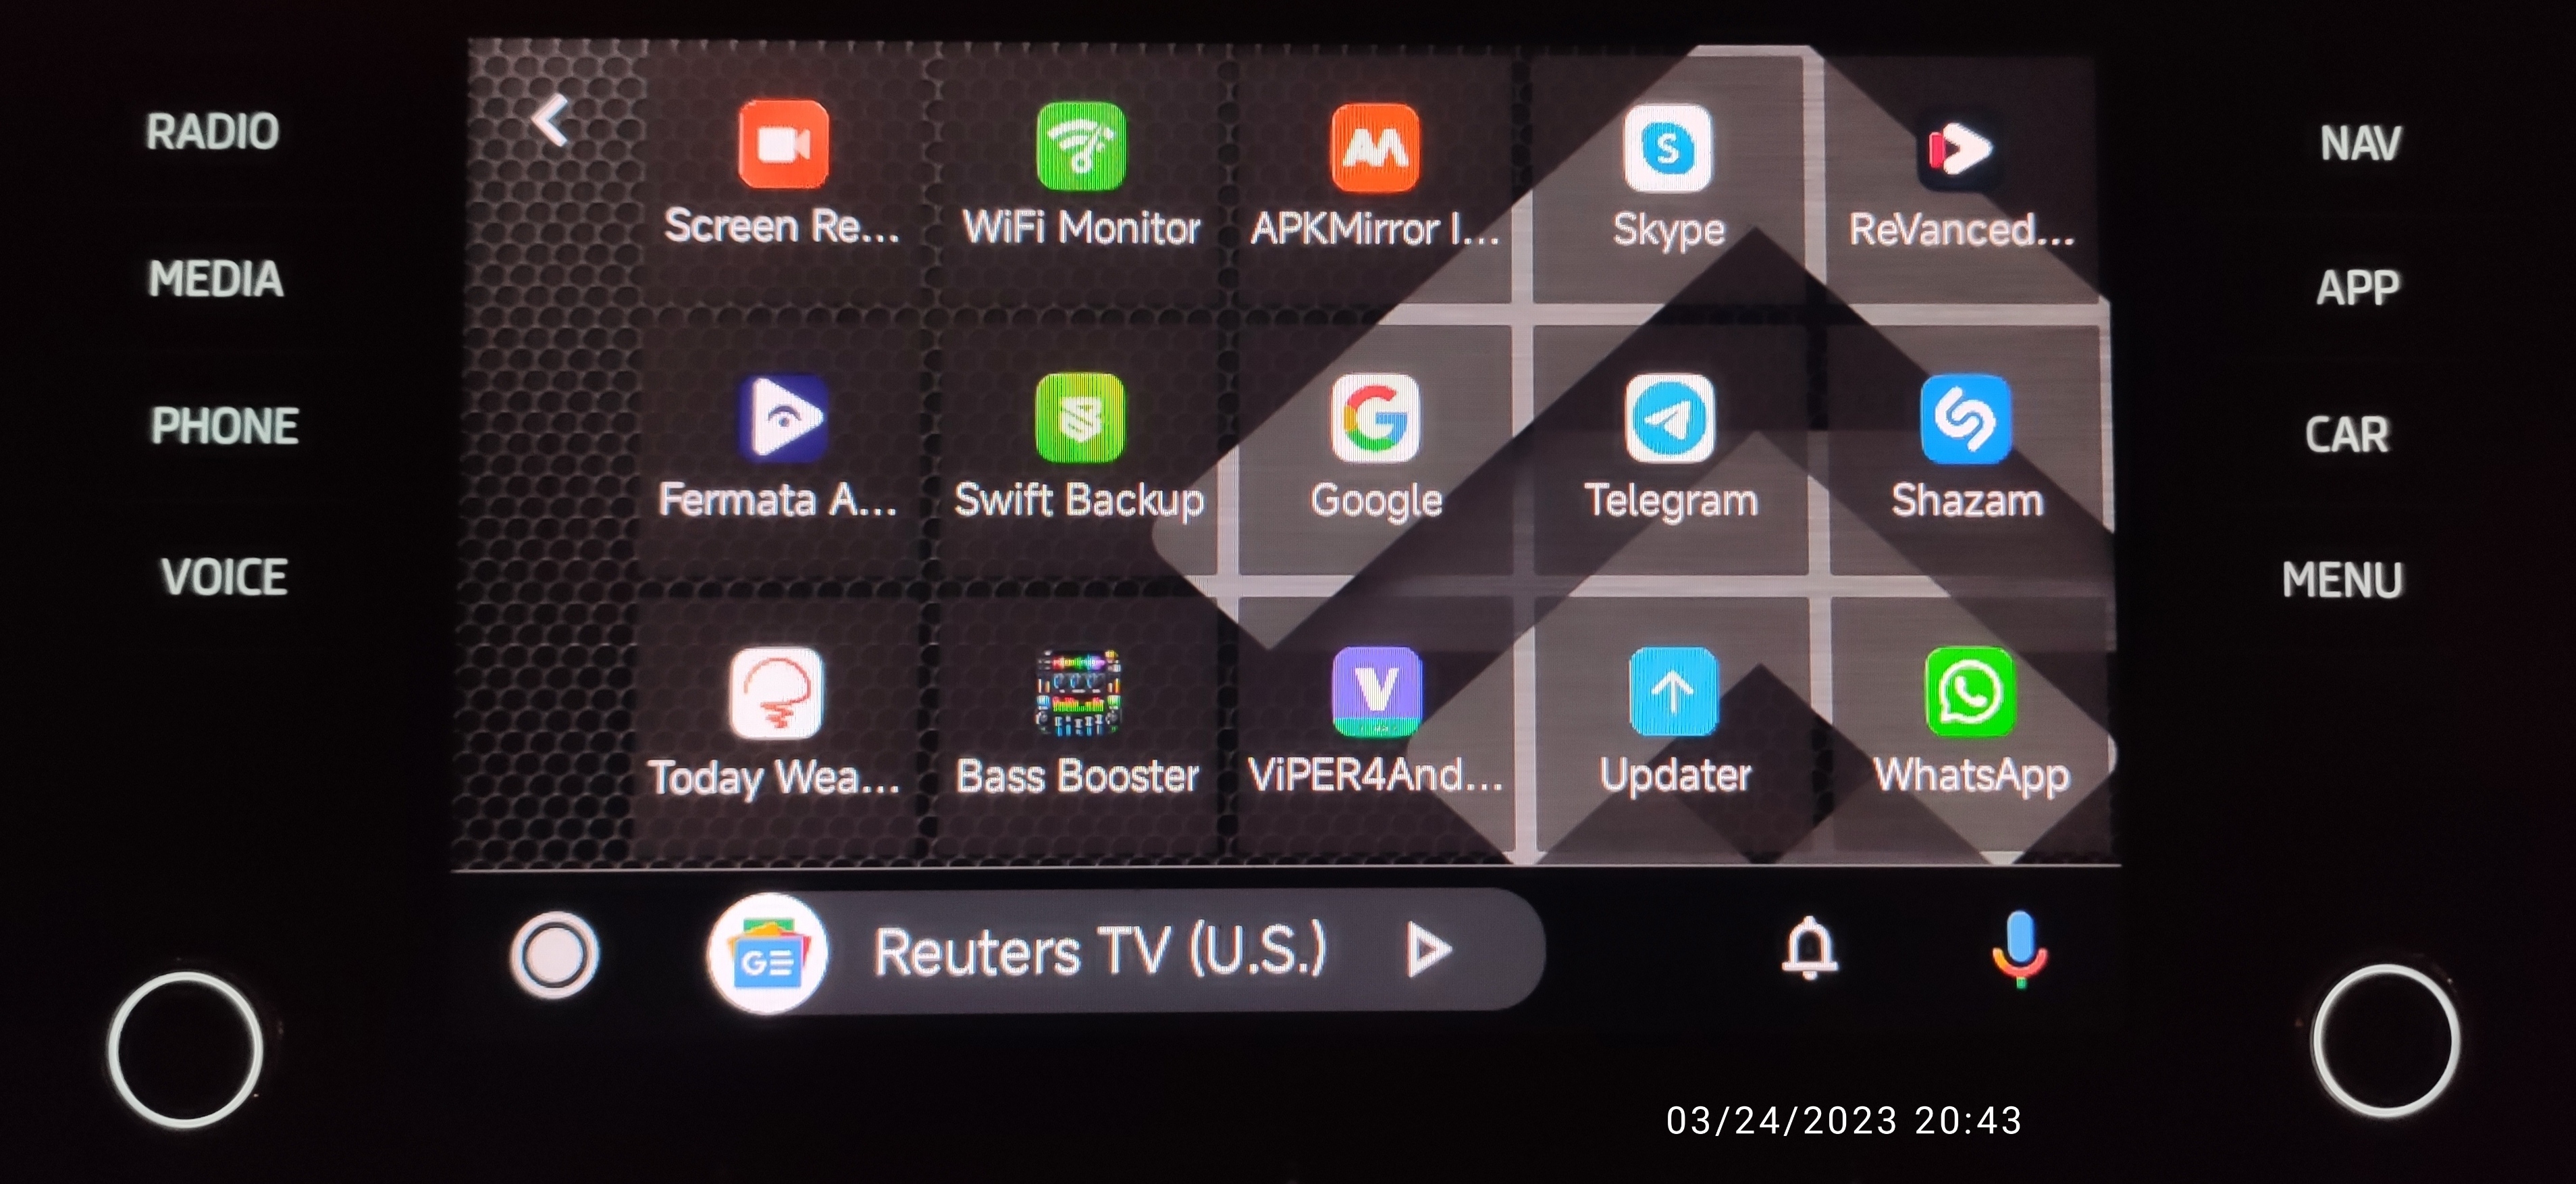 RADIO
MEDIA
PHONE
VOICE
Screen Re...
WiFi Monitor
APKMirror I...
Skype
ReVanced...
Fermata A...
Swift Backup
Google
Telegram
Shazam
Today Wea...
Bass Booster
ViPER4And...
Updater
WhatsApp
Reuters TV (U.S.)
NAV
APP
CAR
MENU
03/24/2023 20:43